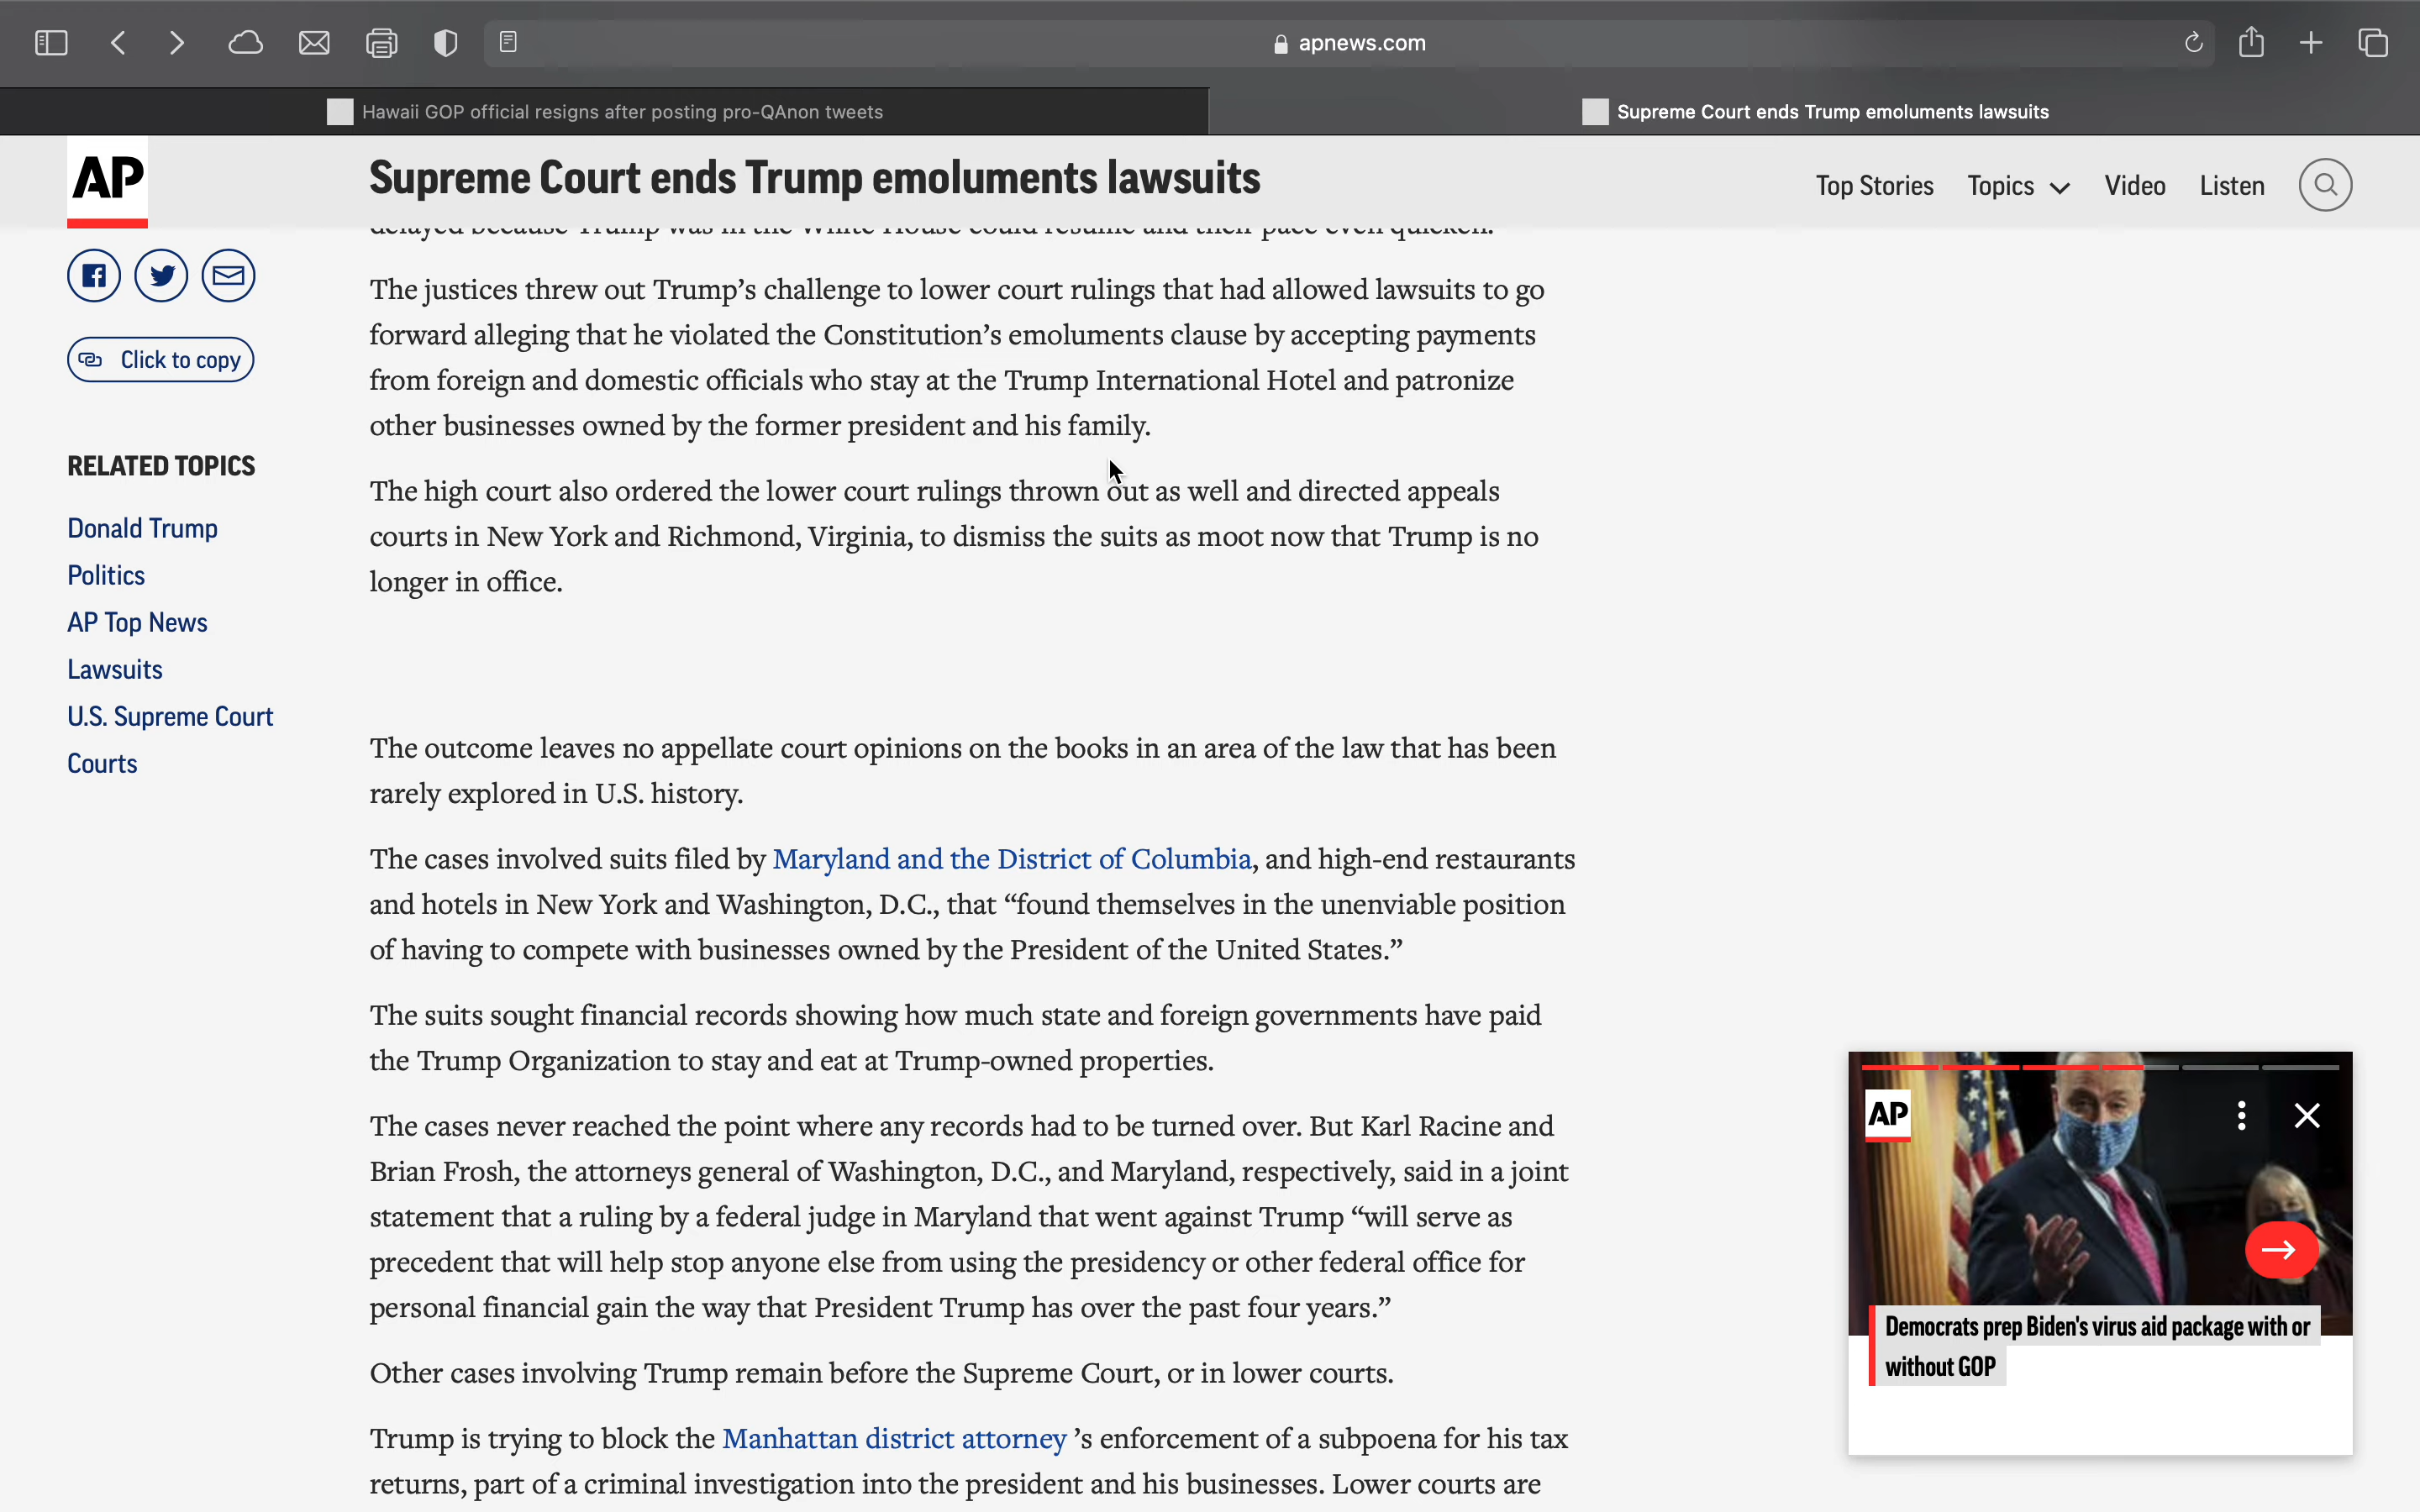 apnews.com
Hawaii GOP official resigns after posting pro-QAnon tweets
Supreme Court ends Trump emoluments lawsuits
AP
Supreme Court ends Trump emoluments lawsuits
Top Stories
Topics
Video
Listen
delayed because Trump was in the White House could resume and their pace even quicken.
Click to copy
RELATED TOPICS
Donald Trump
Politics
AP Top News
Lawsuits
U.S. Supreme Court
Courts
The justices threw out Trump’s challenge to lower court rulings that had allowed lawsuits to go
forward alleging that he violated the Constitution’s emoluments clause by accepting payments
from foreign and domestic officials who stay at the Trump International Hotel and patronize
other businesses owned by the former president and his family.
The high court also ordered the lower court rulings thrown out as well and directed appeals
courts in New York and Richmond, Virginia, to dismiss the suits as moot now that Trump is no
longer in office.
The outcome leaves no appellate court opinions on the books in an area of the law that has been
rarely explored in U.S. history.
The cases involved suits filed by Maryland and the District of Columbia, and high-end restaurants
and hotels in New York and Washington, D.C., that “found themselves in the unenviable position
of having to compete with businesses owned by the President of the United States.”
The suits sought financial records showing how much state and foreign governments have paid
the Trump Organization to stay and eat at Trump-owned properties.
The cases never reached the point where any records had to be turned over. But Karl Racine and
Brian Frosh, the attorneys general of Washington, D.C., and Maryland, respectively, said in a joint
statement that a ruling by a federal judge in Maryland that went against Trump “will serve as
precedent that will help stop anyone else from using the presidency or other federal office for
personal financial gain the way that President Trump has over the past four years.”
Other cases involving Trump remain before the Supreme Court, or in lower courts.
Trump is trying to block the Manhattan district attorney ’s enforcement of a subpoena for his tax
returns, part of a criminal investigation into the president and his businesses. Lower courts are
AP
Democrats prep Biden's virus aid package with or
without GOP